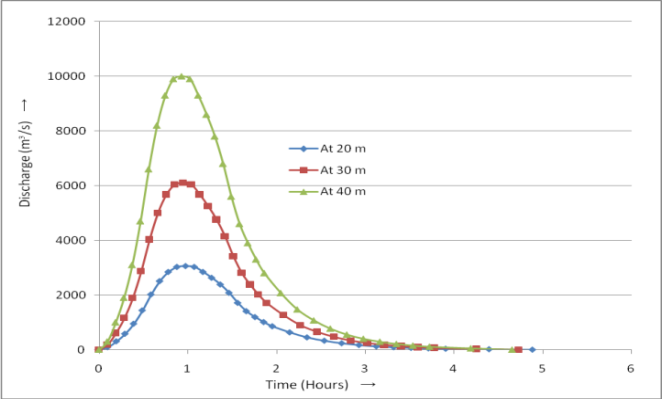 12000
10000
8000
6000
4000
2000
0
Discharge (m³/s) →
At 20 m
At 30 m
At 40 m
0 1 2 3 4 5 6
Time (Hours) →